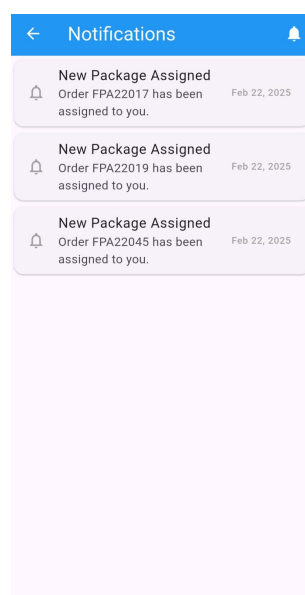 Notifications
New Package Assigned
Order FPA22017 has been
assigned to you.
Feb 22, 2025
New Package Assigned
Order FPA22019 has been
assigned to you.
Feb 22, 2025
New Package Assigned
Order FPA22045 has been
assigned to you.
Feb 22, 2025